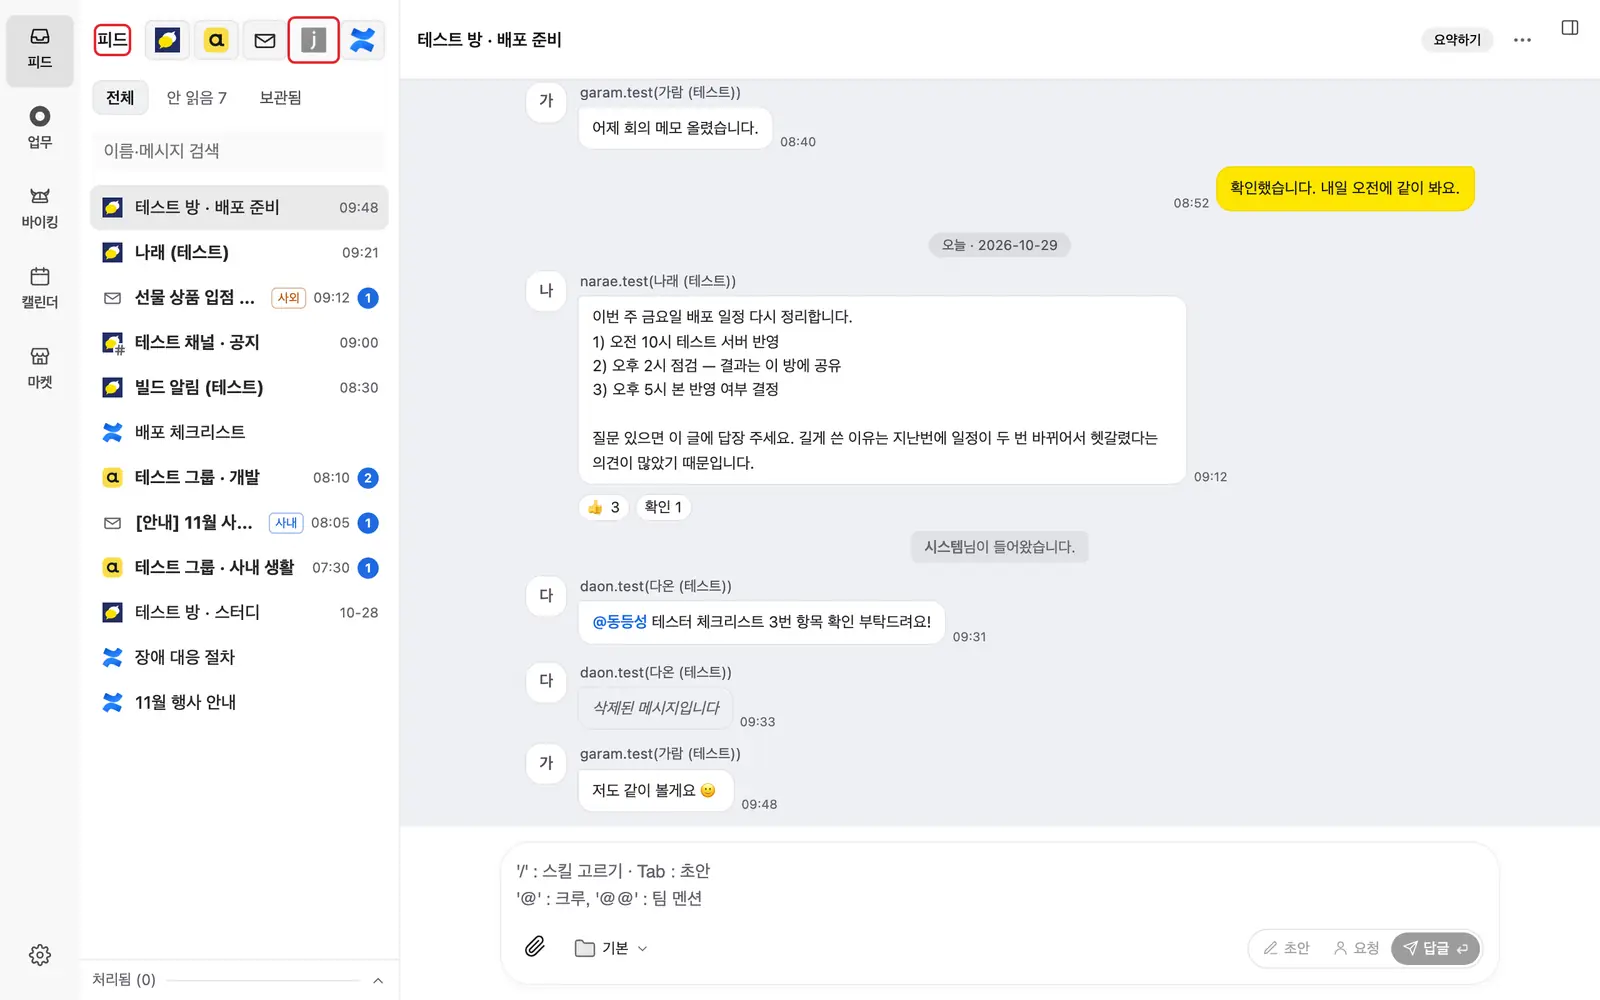 피드
업무
바이킹
캘린더
마켓
피드
a
j
전체
안 읽음 7
보관됨
이름·메시지 검색
테스트 방 · 배포 준비 09:48
나래 (테스트) 09:21
선물 상품 입점 ... 사외 09:12 1
# 테스트 채널 · 공지 09:00
빌드 알림 (테스트) 08:30
배포 체크리스트
a 테스트 그룹 · 개발 08:10 2
[안내] 11월 사... 사내 08:05 1
a 테스트 그룹 · 사내 생활 07:30 1
테스트 방 · 스터디 10-28
장애 대응 절차
11월 행사 안내
처리됨 (0)
테스트 방 · 배포 준비
요약하기
가
garam.test(가람 (테스트))
어제 회의 메모 올렸습니다.
08:40
확인했습니다. 내일 오전에 같이 봐요.
08:52
오늘 · 2026-10-29
나
narae.test(나래 (테스트))
이번 주 금요일 배포 일정 다시 정리합니다.
1) 오전 10시 테스트 서버 반영
2) 오후 2시 점검 — 결과는 이 방에 공유
3) 오후 5시 본 반영 여부 결정
질문 있으면 이 글에 답장 주세요. 길게 쓴 이유는 지난번에 일정이 두 번 바뀌어서 헷갈렸다는
의견이 많았기 때문입니다.
09:12
👍 3
확인 1
시스템님이 들어왔습니다.
다
daon.test(다온 (테스트))
@동등성 테스터 체크리스트 3번 항목 확인 부탁드려요!
09:31
다
daon.test(다온 (테스트))
삭제된 메시지입니다
09:33
가
garam.test(가람 (테스트))
저도 같이 볼게요 🙂
09:48
'/' : 스킬 고르기 · Tab : 초안
'@' : 크루, '@@' : 팀 멘션
기본
초안
요청
답글